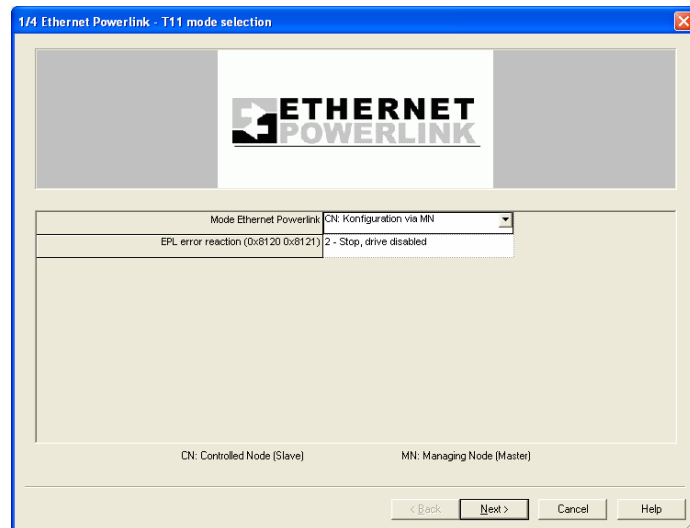 1/4 Ethernet Powerlink - T11 mode selection
ETHERNET
POWERLINK
Mode Ethernet Powerlink CN: Konfiguration via MN
EPL error reaction (0x8120 0x8121) 2 - Stop, drive disabled
CN: Controlled Node (Slave) MN: Managing Node (Master)
< Back Next > Cancel Help